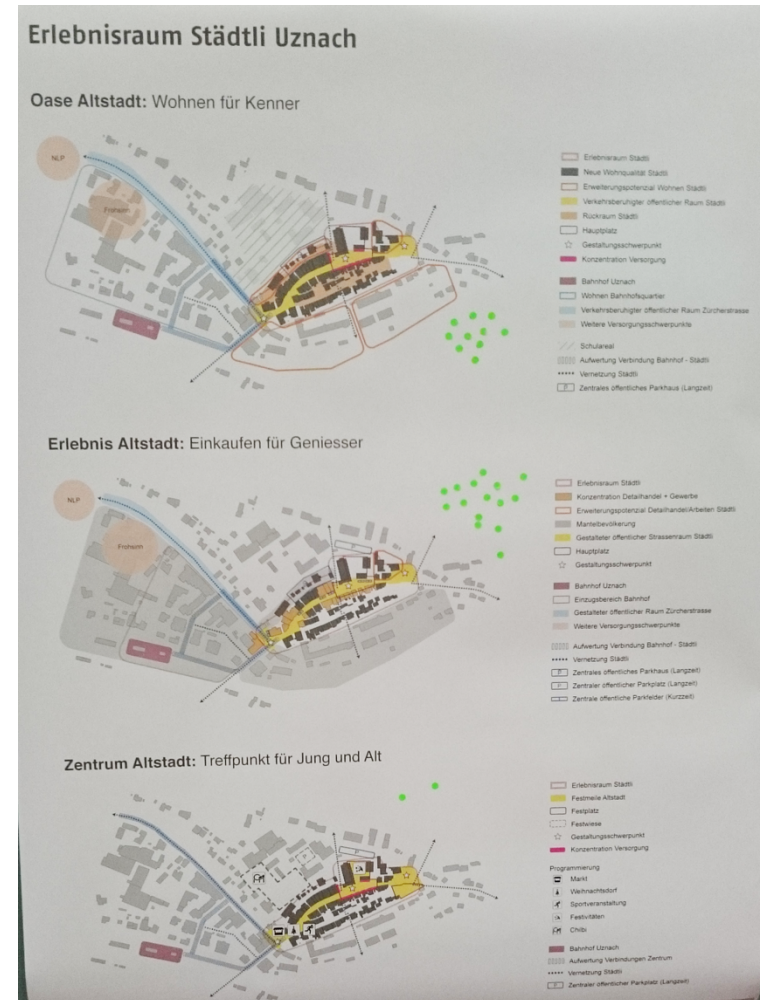 Erlebnisraum Städtli Uznach
Oase Altstadt: Wohnen für Kenner
NLP
Frohsinn
Erlebnisraum Städtli
Neue Wohnqualität Städtli
Erweiterungspotenzial Wohnen Städtli
Verkehrsberuhigter öffentlicher Raum Städtli
Rückraum Städtli
Hauptplatz
Gestaltungsschwerpunkt
Konzentration Versorgung
Bahnhof Uznach
Wohnen Bahnhofsquartier
Verkehrsberuhigter öffentlicher Raum Zürcherstrasse
Weitere Versorgungsschwerpunkte
Schulareal
Aufwertung Verbindung Bahnhof - Städtli
Vernetzung Städtli
P Zentrales öffentliches Parkhaus (Langzeit)
Erlebnis Altstadt: Einkaufen für Geniesser
NLP
Frohsinn
Erlebnisraum Städtli
Konzentration Detailhandel + Gewerbe
Erweiterungspotenzial Detailhandel/Arbeiten Städtli
Mantelbevölkerung
Gestalteter öffentlicher Strassenraum Städtli
Hauptplatz
Gestaltungsschwerpunkt
Bahnhof Uznach
Einzugsbereich Bahnhof
Gestalteter öffentlicher Raum Zürcherstrasse
Weitere Versorgungsschwerpunkte
Aufwertung Verbindung Bahnhof - Städtli
Vernetzung Städtli
P Zentrales öffentliches Parkhaus (Langzeit)
P Zentraler öffentlicher Parkplatz (Langzeit)
Zentrale öffentliche Parkfelder (Kurzzeit)
Zentrum Altstadt: Treffpunkt für Jung und Alt
Erlebnisraum Städtli
Festmeile Altstadt
Festplatz
Festwiese
Gestaltungsschwerpunkt
Konzentration Versorgung
Programmierung
Markt
Weihnachtsdorf
Sportveranstaltung
Festivitäten
Chilbi
Bahnhof Uznach
Aufwertung Verbindungen Zentrum
Vernetzung Städtli
P Zentraler öffentlicher Parkplatz (Langzeit)